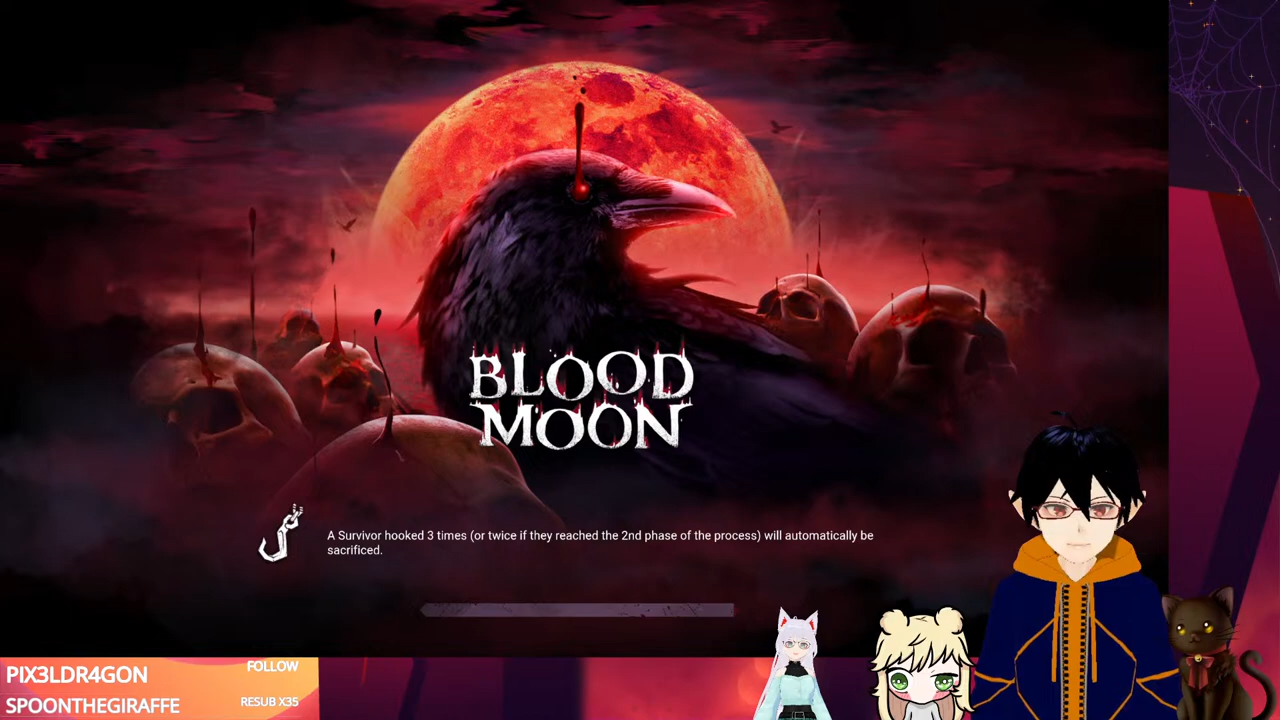 BLOOD
MOON
A Survivor hooked 3 times (or twice if they reached the 2nd phase of the process) will automatically be
sacrificed.
PIX3LDR4GON FOLLOW
SPOONTHEGIRAFFE RESUB X35